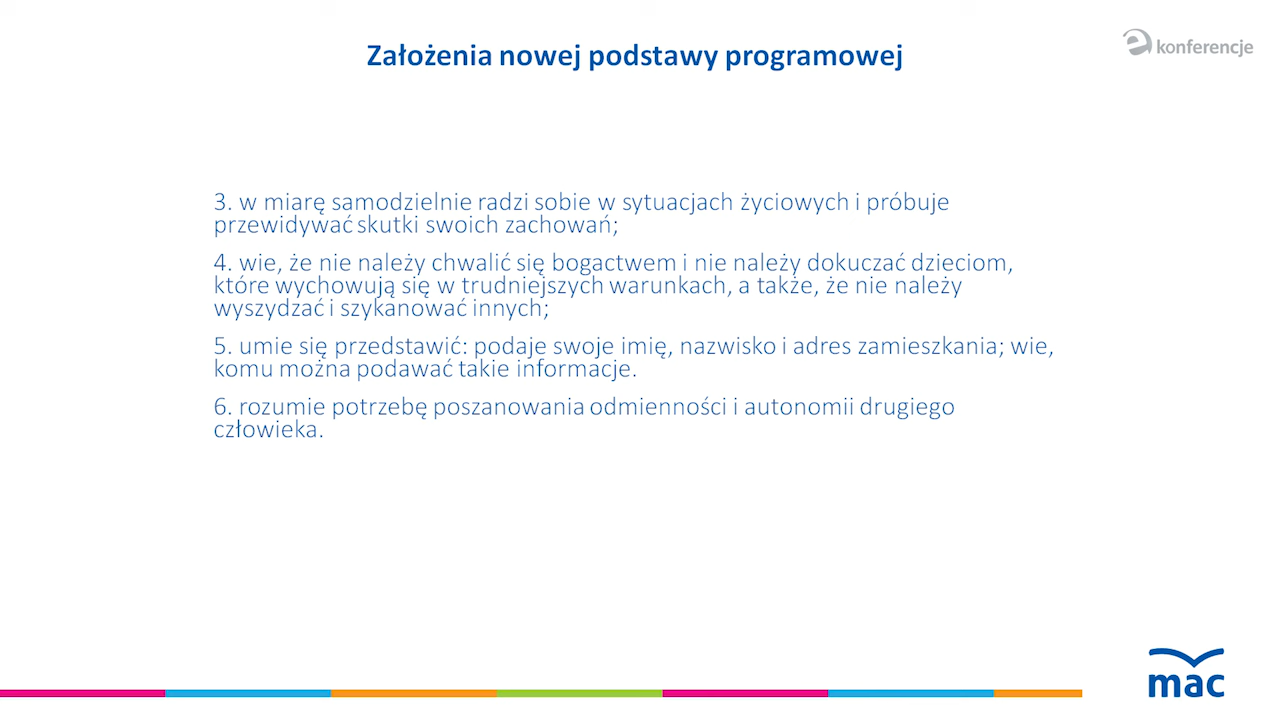 Założenia nowej podstawy programowej
e konferencje
3. w miarę samodzielnie radzi sobie w sytuacjach życiowych i próbuje
przewidywać skutki swoich zachowań;
4. wie, że nie należy chwalić się bogactwem i nie należy dokuczać dzieciom,
które wychowują się w trudniejszych warunkach, a także, że nie należy
wyszydzać i szykanować innych;
5. umie się przedstawić: podaje swoje imię, nazwisko i adres zamieszkania; wie,
komu można podawać takie informacje.
6. rozumie potrzebę poszanowania odmienności i autonomii drugiego
człowieka.
mac